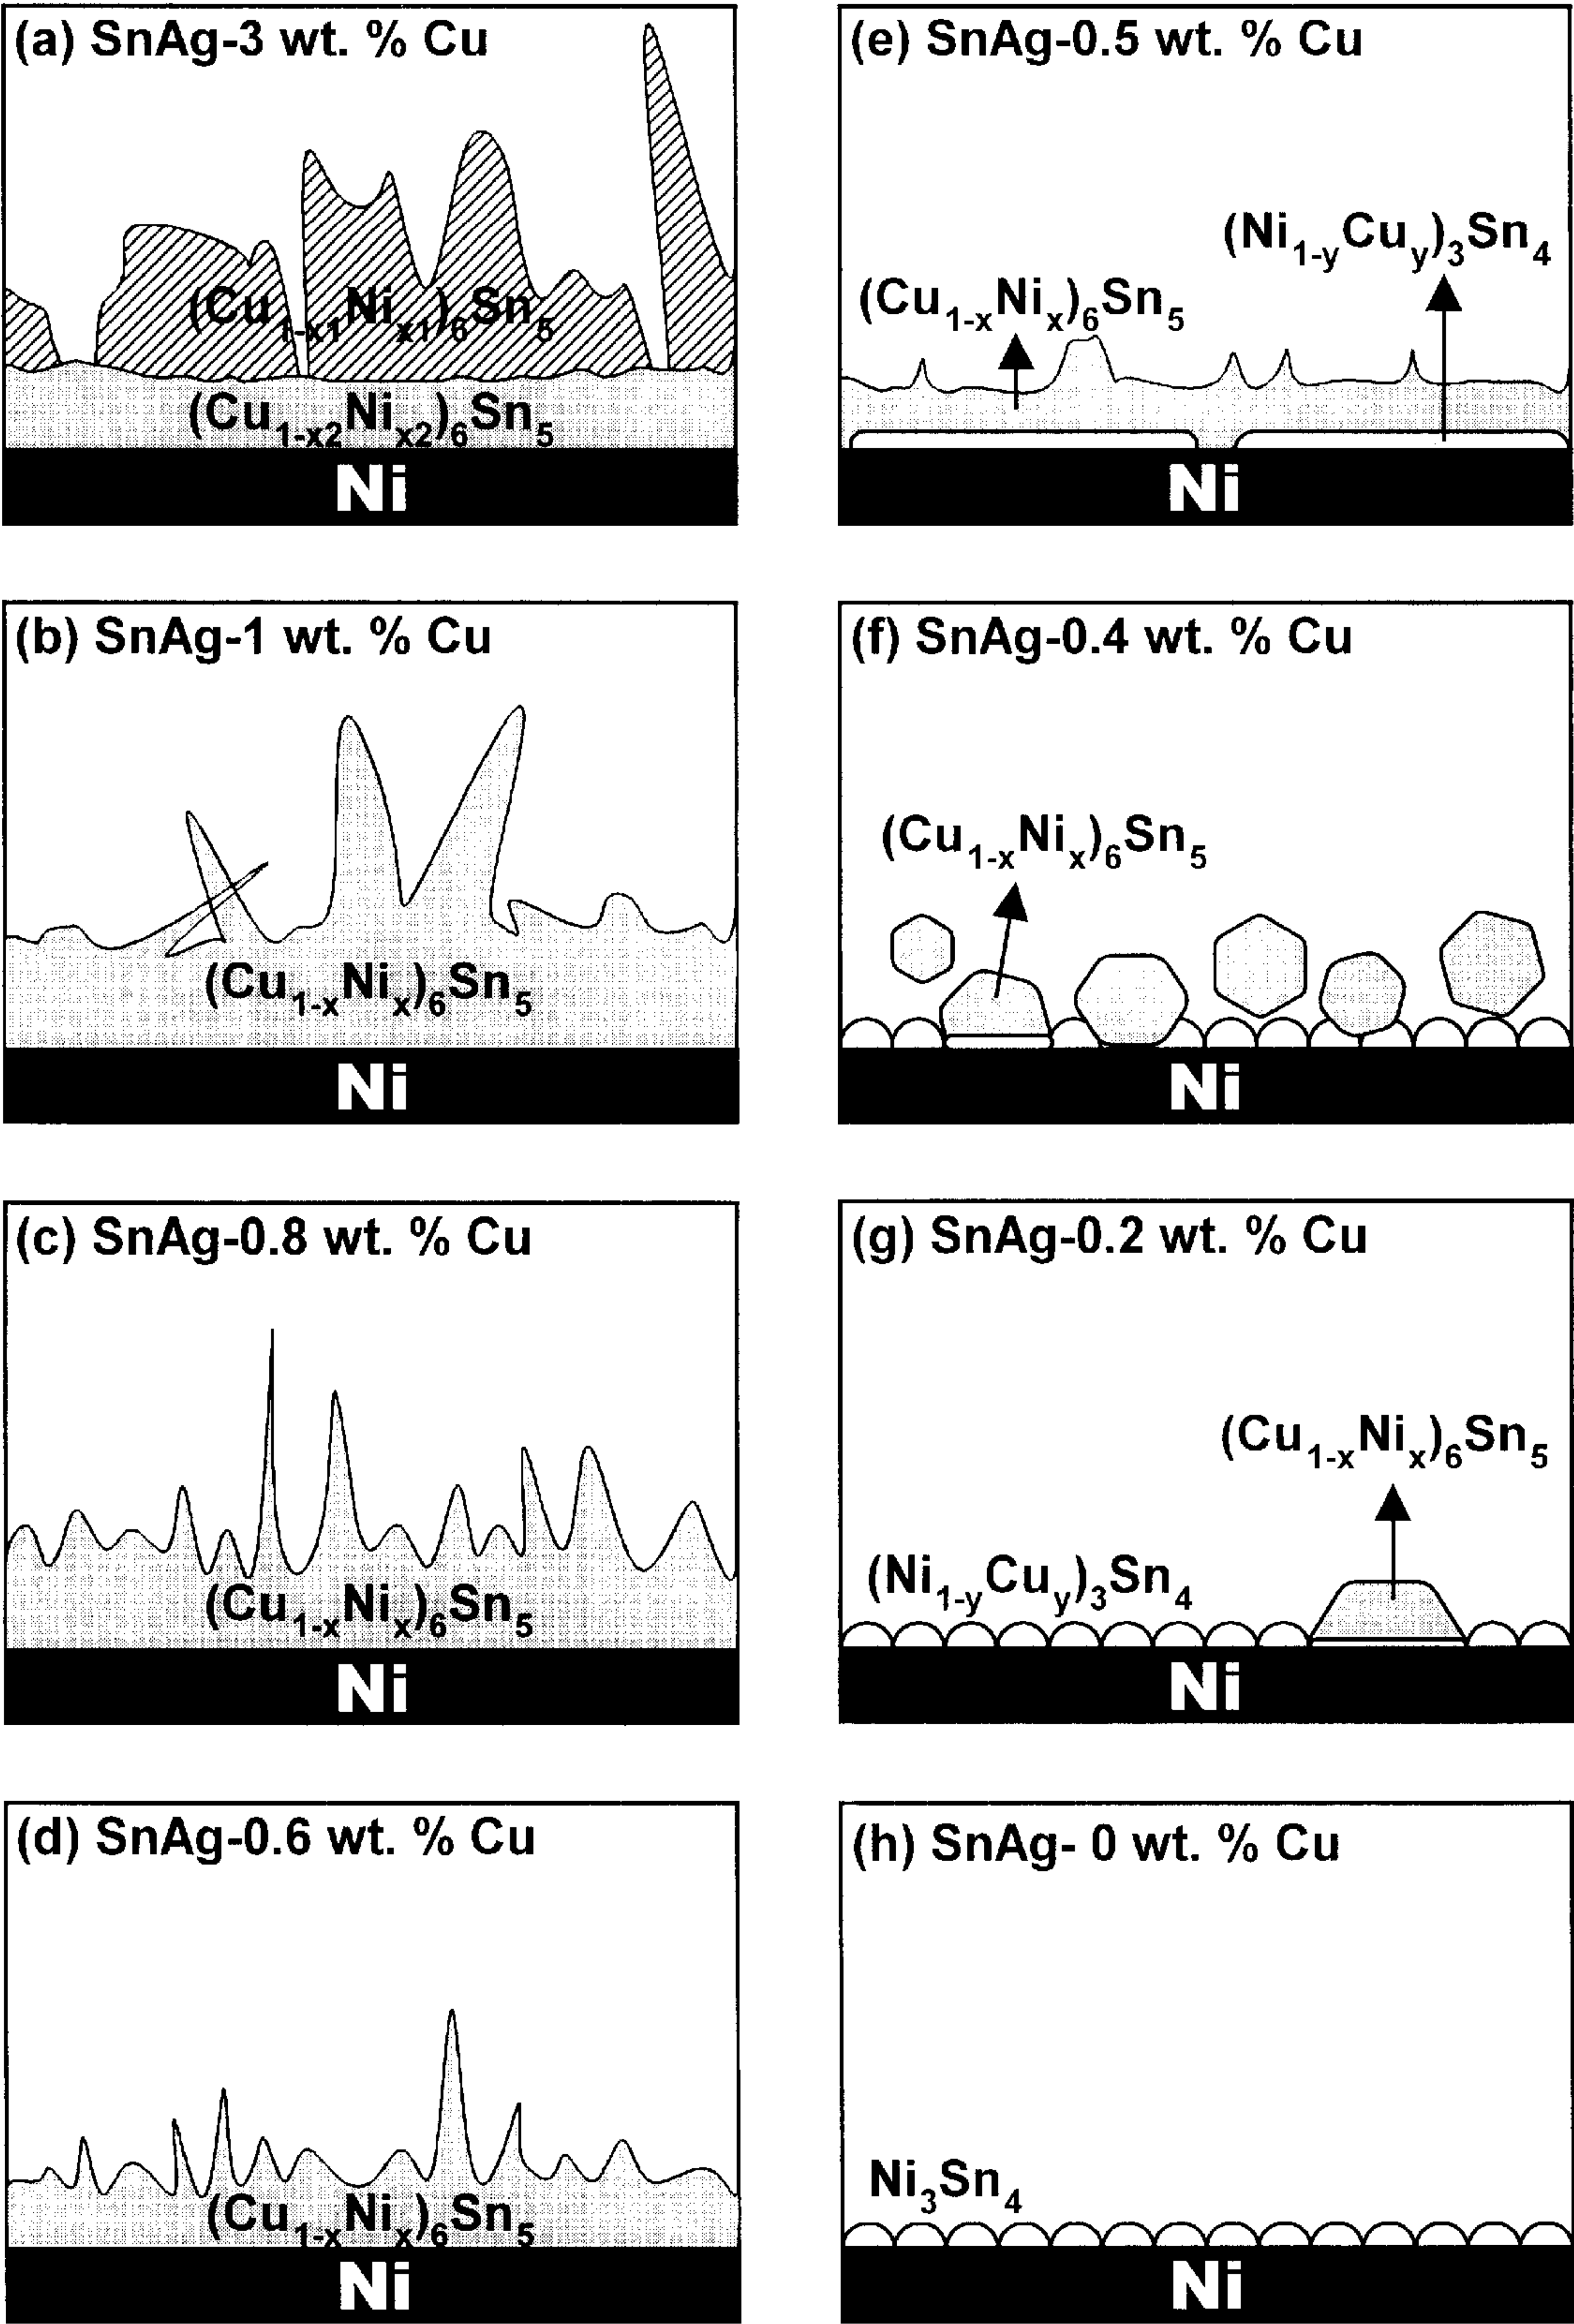 (a) SnAg-3 wt. % Cu
(Cu1-x1Nix1)6Sn5
(Cu1-x2Nix2)6Sn5
Ni
(b) SnAg-1 wt. % Cu
(Cu1-xNix)6Sn5
Ni
(c) SnAg-0.8 wt. % Cu
(Cu1-xNix)6Sn5
Ni
(d) SnAg-0.6 wt. % Cu
(Cu1-xNix)6Sn5
Ni
(e) SnAg-0.5 wt. % Cu
(Ni1-yCuy)3Sn4
(Cu1-xNix)6Sn5
Ni
(f) SnAg-0.4 wt. % Cu
(Cu1-xNix)6Sn5
Ni
(g) SnAg-0.2 wt. % Cu
(Cu1-xNix)6Sn5
(Ni1-yCuy)3Sn4
Ni
(h) SnAg- 0 wt. % Cu
Ni3Sn4
Ni